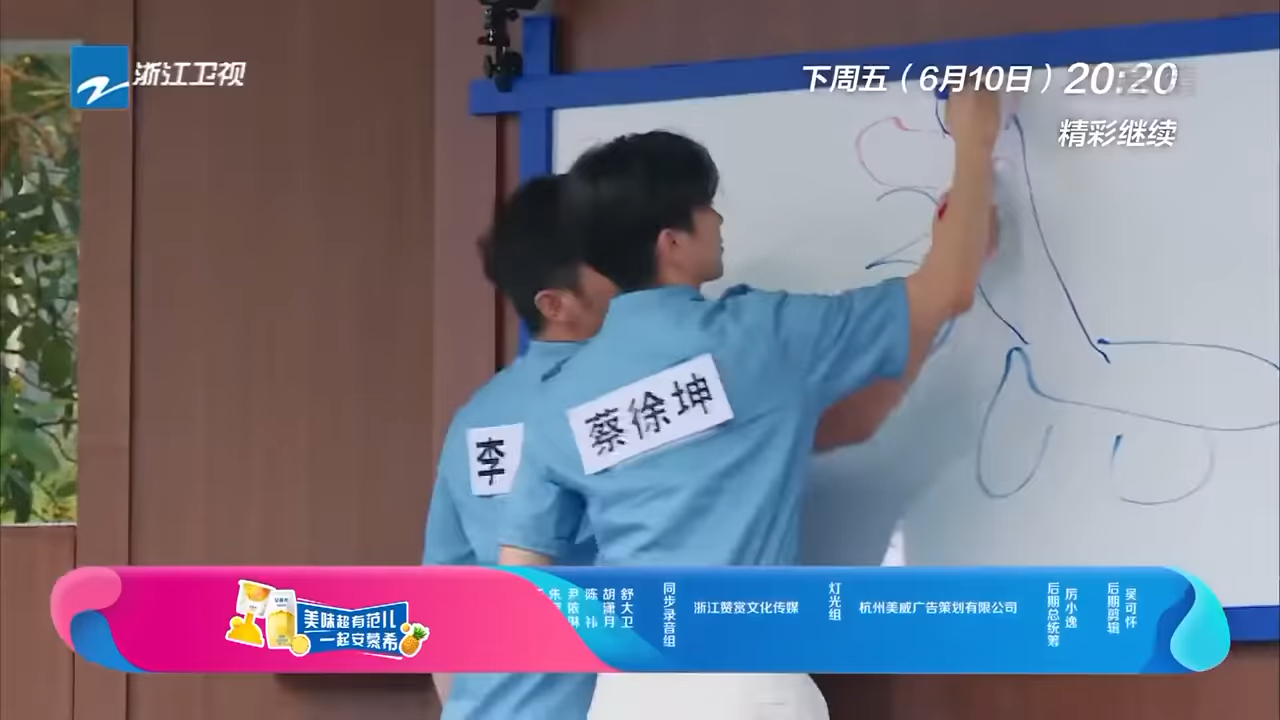 浙江卫视
下周五（6月10日）20:20
精彩继续
李
蔡徐坤
美味超有范儿
一起安慕希
舒大卫
胡潇月
同步录音组
浙江赞赏文化传媒
灯光组
杭州美威广告策划有限公司
后期总统筹
厉小逸
后期剪辑
吴可怀